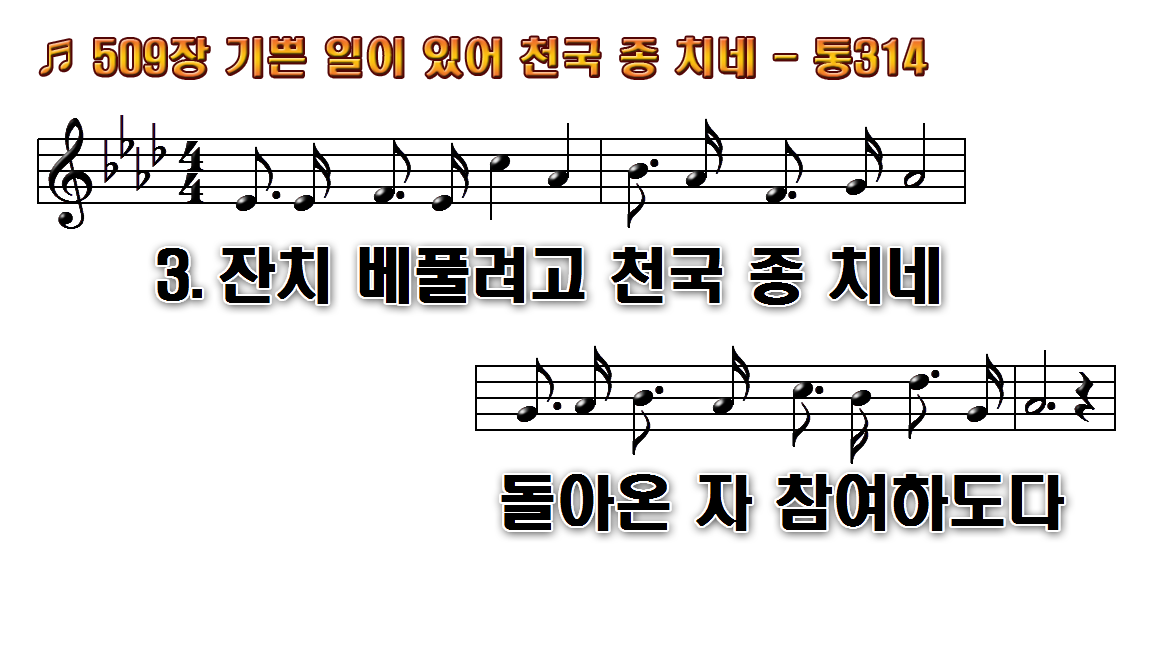 ♬ 509장 기쁜 일이 있어 천국 종 치네 - 통314
3. 잔치 베풀려고 천국 종 치네
돌아온 자 참여하도다